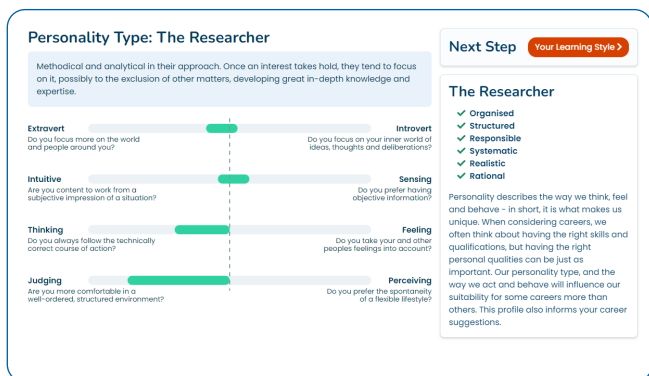 Personality Type: The Researcher
Methodical and analytical in their approach. Once an interest takes hold, they tend to focus
on it, possibly to the exclusion of other matters, developing great in-depth knowledge and
expertise.
Extravert
Do you focus more on the world
and people around you?
Introvert
Do you focus on your inner world of
ideas, thoughts and deliberations?
Intuitive
Are you content to work from a
subjective impression of a situation?
Sensing
Do you prefer having
objective information?
Thinking
Do you always follow the technically
correct course of action?
Feeling
Do you take your and other
peoples feelings into account?
Judging
Are you more comfortable in a
well-ordered, structured environment?
Perceiving
Do you prefer the spontaneity
of a flexible lifestyle?
Next Step
Your Learning Style
The Researcher
Organised
Structured
Responsible
Systematic
Realistic
Rational
Personality describes the way we think, feel
and behave - in short, it is what makes us
unique. When considering careers, we
often think about having the right skills and
qualifications, but having the right
personal qualities can be just as
important. Our personality type, and the
way we act and behave will influence our
suitability for some careers more than
others. This profile also informs your career
suggestions.